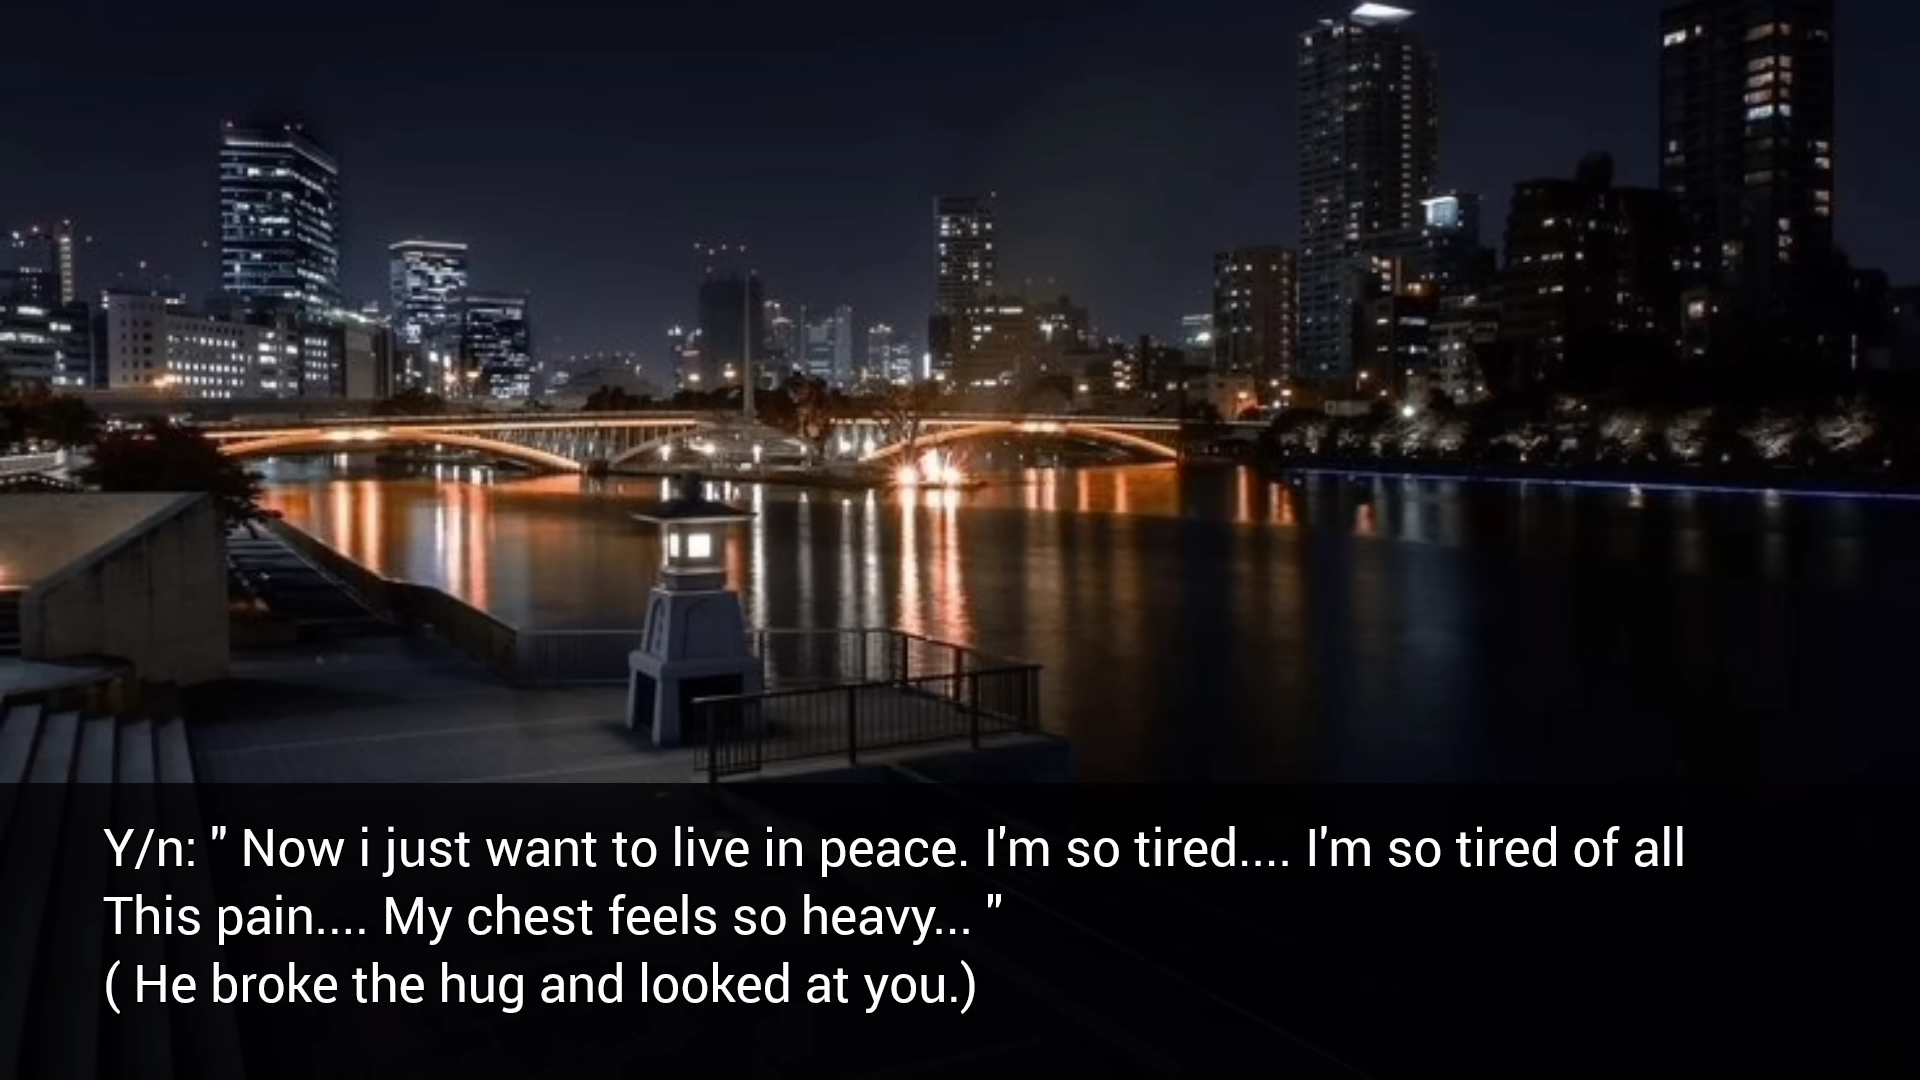 Y/n: " Now i just want to live in peace. I'm so tired.... I'm so tired of all
This pain.... My chest feels so heavy... "
( He broke the hug and looked at you.)